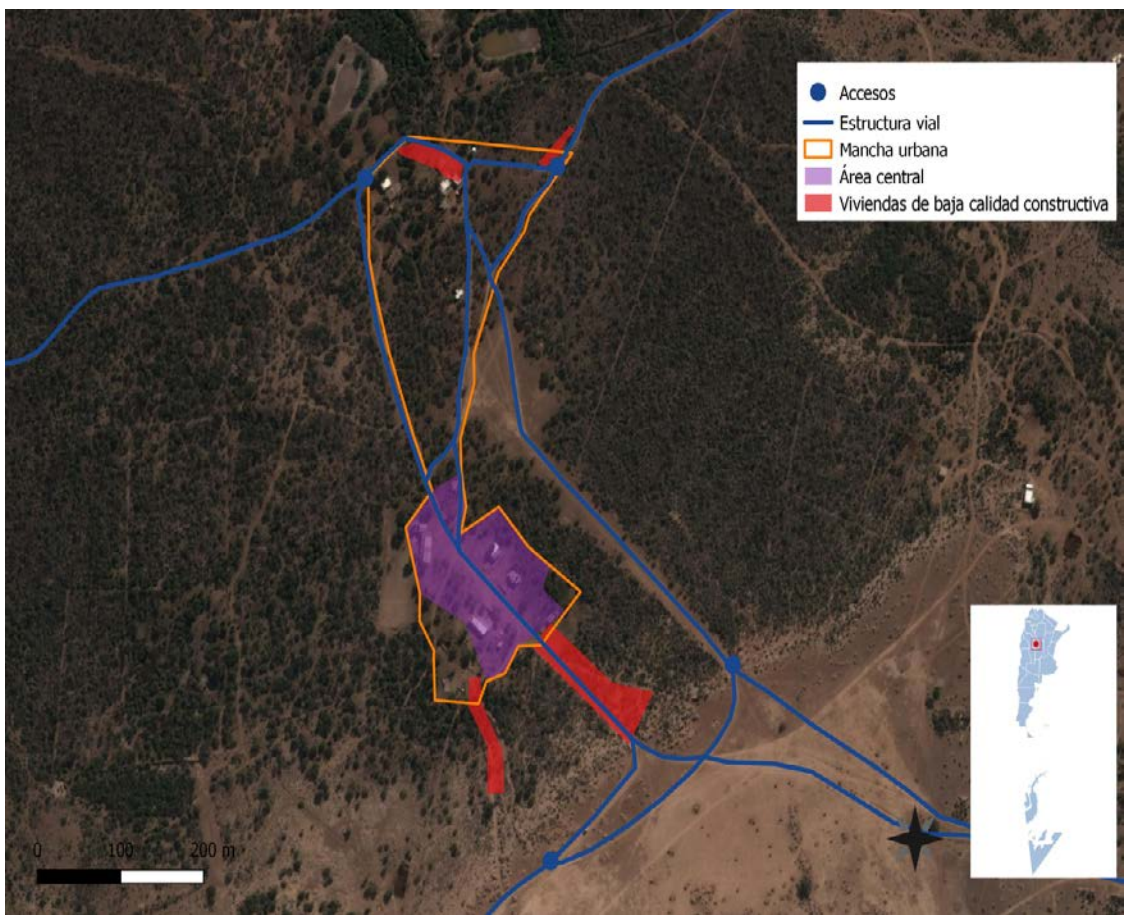 Accesos
Estructura vial
Mancha urbana
Área central
Viviendas de baja calidad constructiva
0 100 200 m